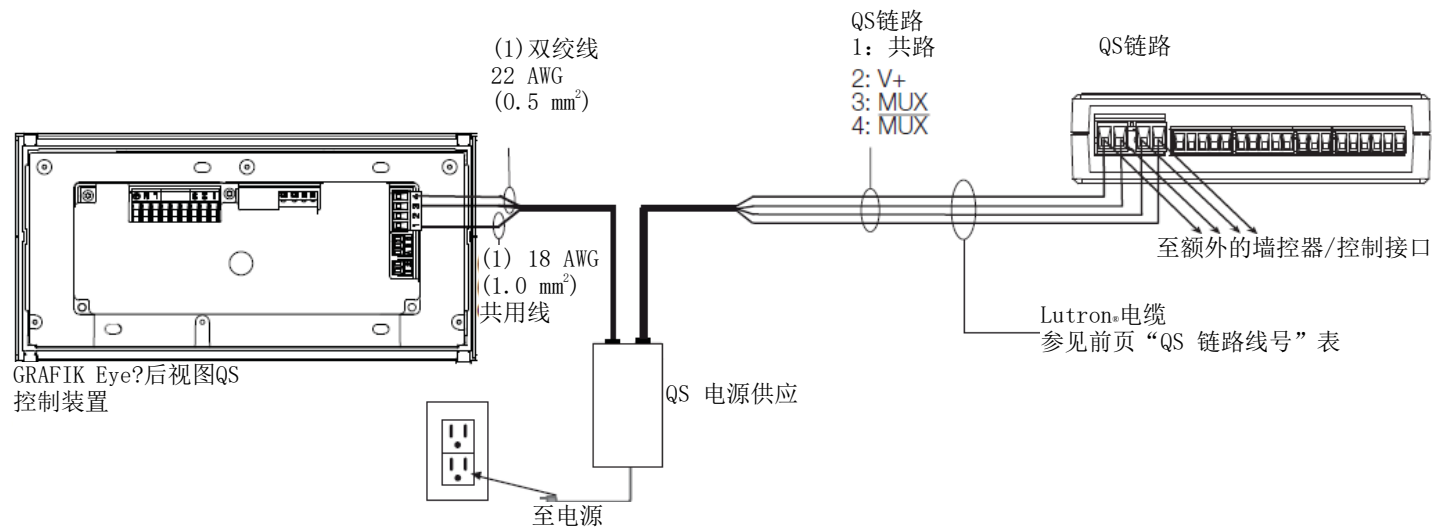 (1)双绞线
22 AWG
(0.5 mm²)
QS链路
1: 共路
2: V+
3: MUX
4: MUX
QS链路
4
3
2
1
(1) 18 AWG
(1.0 mm²)
共用线
至额外的墙控器/控制接口
Lutron®电缆
参见前页“QS 链路线号”表
GRAFIK Eye?后视图QS
控制装置
QS 电源供应
至电源